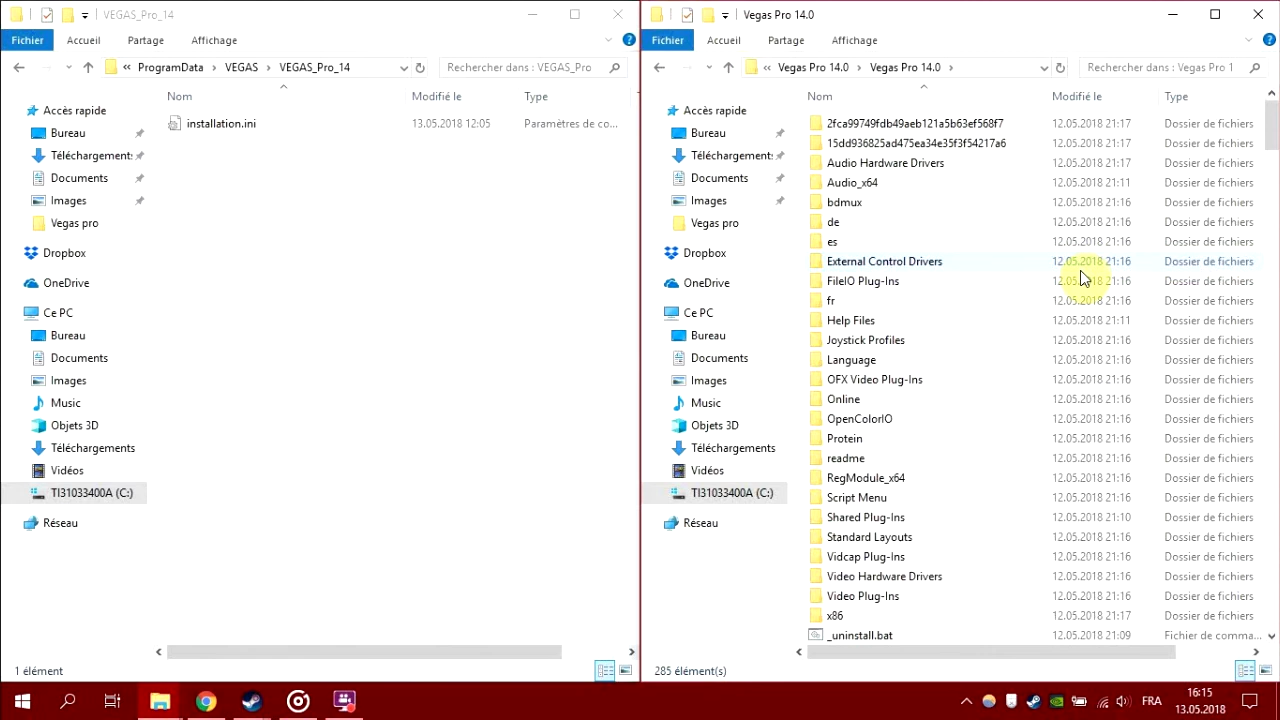 VEGAS_Pro_14
Fichier Accueil Partage Affichage
« ProgramData > VEGAS > VEGAS_Pro_14 Rechercher dans : VEGAS_Pro
Nom Modifié le Type
installation.ini 13.05.2018 12:05 Paramètres de co...
Accès rapide
Bureau
Téléchargement:
Documents
Images
Vegas pro
Dropbox
OneDrive
Ce PC
Bureau
Documents
Images
Music
Objets 3D
Téléchargements
Vidéos
TI31033400A (C:)
Réseau
1 élément
Vegas Pro 14.0
Fichier Accueil Partage Affichage
« Vegas Pro 14.0 > Vegas Pro 14.0 > Rechercher dans : Vegas Pro 1
Accès rapide
Bureau
Téléchargement:
Documents
Images
Vegas pro
Dropbox
OneDrive
Ce PC
Bureau
Documents
Images
Music
Objets 3D
Téléchargements
Vidéos
TI31033400A (C:)
Réseau
Nom Modifié le Type
2fca99749fdb49aeb121a5b63ef568f7 12.05.2018 21:17 Dossier de fichiers
15dd936825ad475ea34e35f3f54217a6 12.05.2018 21:17 Dossier de fichiers
Audio Hardware Drivers 12.05.2018 21:17 Dossier de fichiers
Audio_x64 12.05.2018 21:11 Dossier de fichiers
bdmux 12.05.2018 21:16 Dossier de fichiers
de 12.05.2018 21:16 Dossier de fichiers
es 12.05.2018 21:16 Dossier de fichiers
External Control Drivers 12.05.2018 21:16 Dossier de fichiers
FileIO Plug-Ins 12.05.2018 21:16 Dossier de fichiers
fr 12.05.2018 21:16 Dossier de fichiers
Help Files 12.05.2018 21:11 Dossier de fichiers
Joystick Profiles 12.05.2018 21:16 Dossier de fichiers
Language 12.05.2018 21:16 Dossier de fichiers
OFX Video Plug-Ins 12.05.2018 21:16 Dossier de fichiers
Online 12.05.2018 21:16 Dossier de fichiers
OpenColorIO 12.05.2018 21:16 Dossier de fichiers
Protein 12.05.2018 21:16 Dossier de fichiers
readme 12.05.2018 21:16 Dossier de fichiers
RegModule_x64 12.05.2018 21:16 Dossier de fichiers
Script Menu 12.05.2018 21:16 Dossier de fichiers
Shared Plug-Ins 12.05.2018 21:10 Dossier de fichiers
Standard Layouts 12.05.2018 21:16 Dossier de fichiers
Vidcap Plug-Ins 12.05.2018 21:16 Dossier de fichiers
Video Hardware Drivers 12.05.2018 21:16 Dossier de fichiers
Video Plug-Ins 12.05.2018 21:16 Dossier de fichiers
x86 12.05.2018 21:17 Dossier de fichiers
_uninstall.bat 12.05.2018 21:09 Fichier de comma...
285 élément(s)
FRA
16:15
13.05.2018